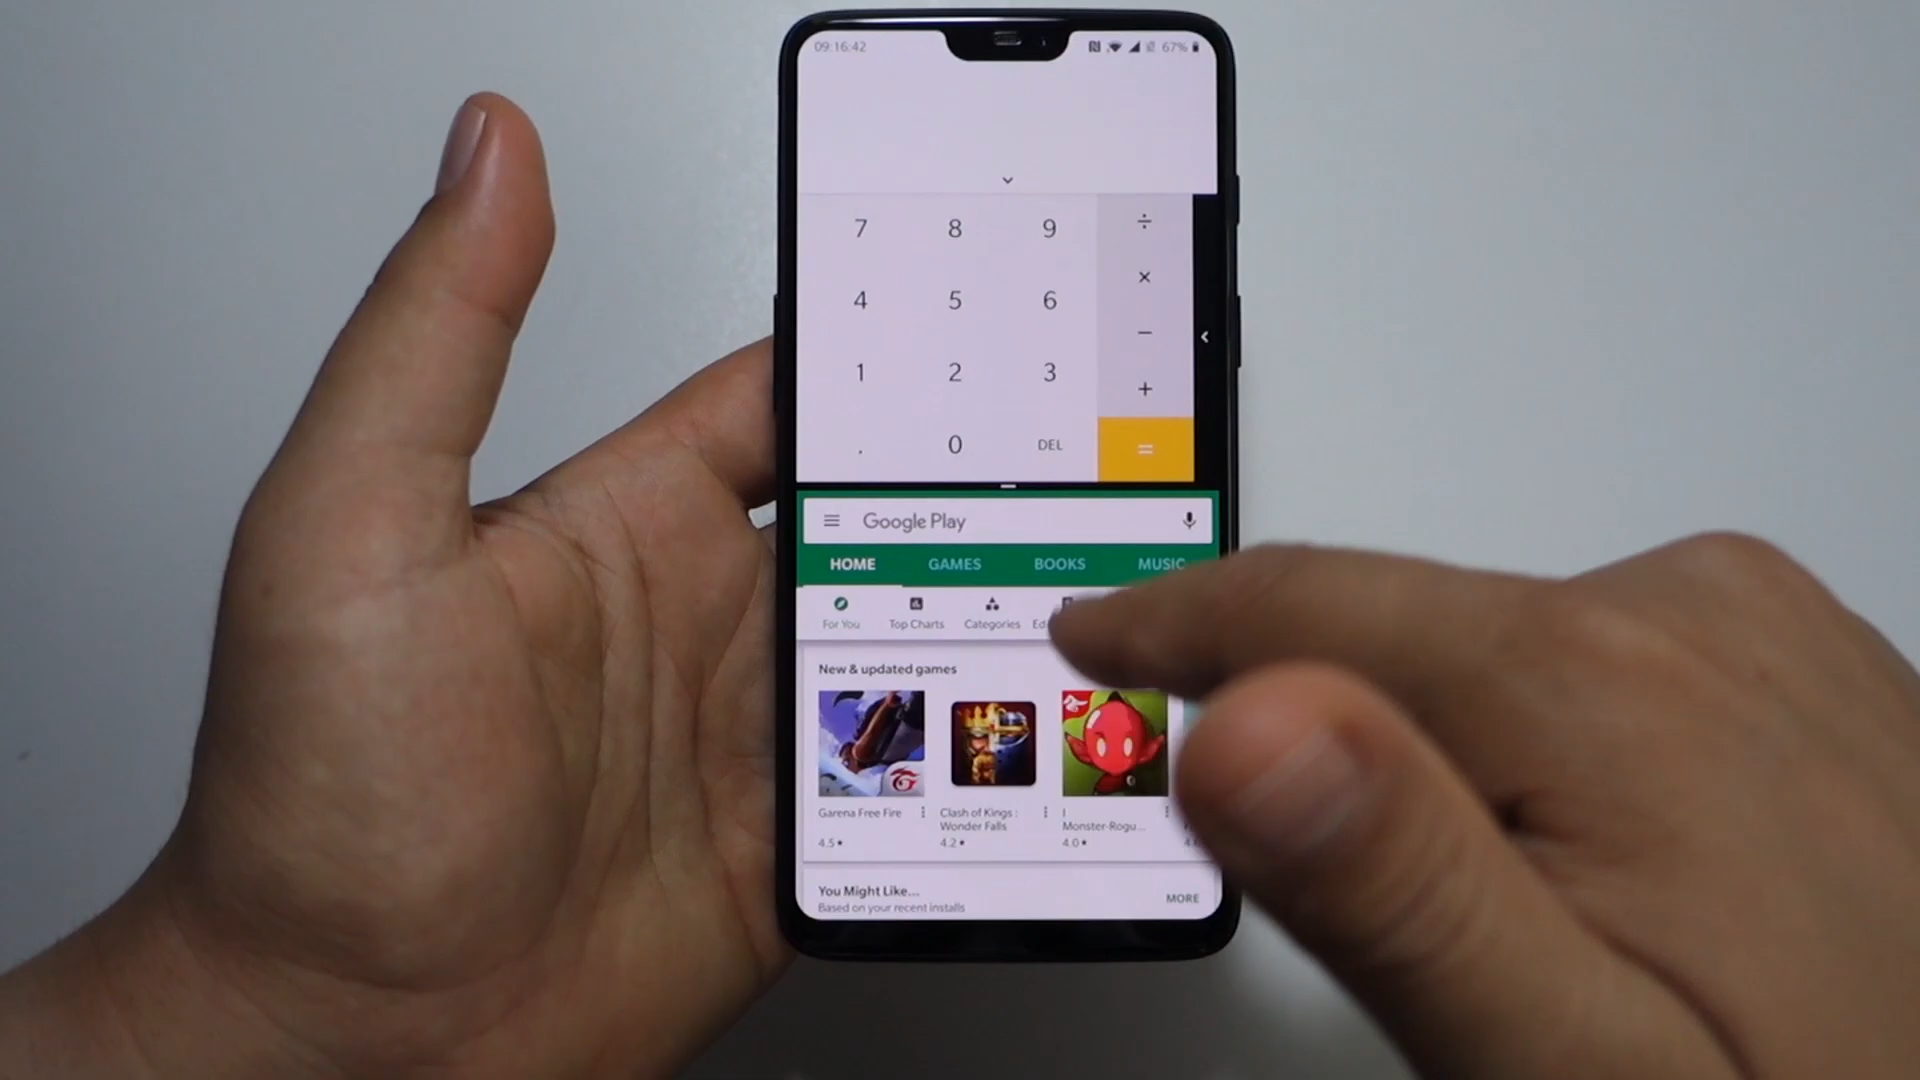 09:16:42
67%
7 8 9 ÷
×
4 5 6
−
1 2 3
+
. 0 DEL =
Google Play
HOME GAMES BOOKS MUSIC
For You Top Charts Categories
New & updated games
Garena Free Fire
4.5★
Clash of Kings :
Wonder Falls
4.2★
I
Monster-Rogu...
4.0★
You Might Like...
Based on your recent installs
MORE